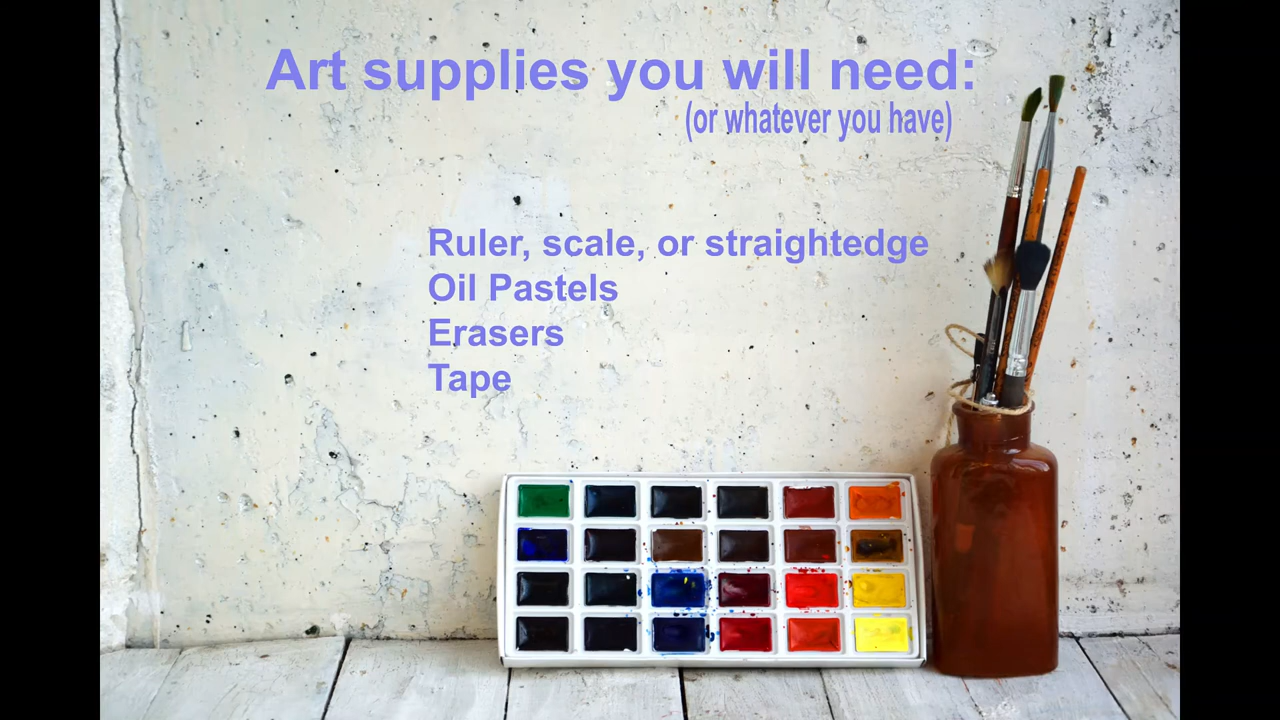 Art supplies you will need:
(or whatever you have)
Ruler, scale, or straightedge
Oil Pastels
Erasers
Tape